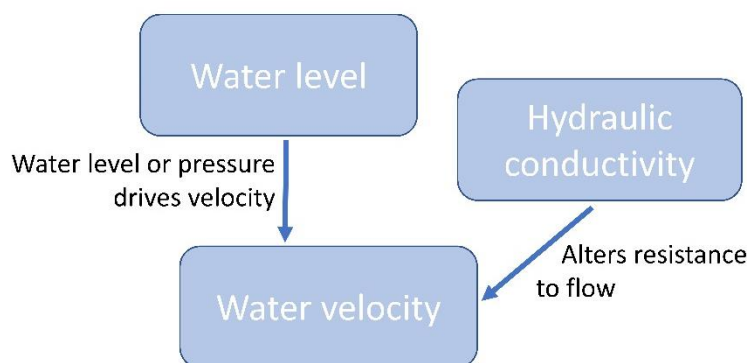 Water level
Hydraulic
conductivity
Water level or pressure
drives velocity
Alters resistance
to flow
Water velocity